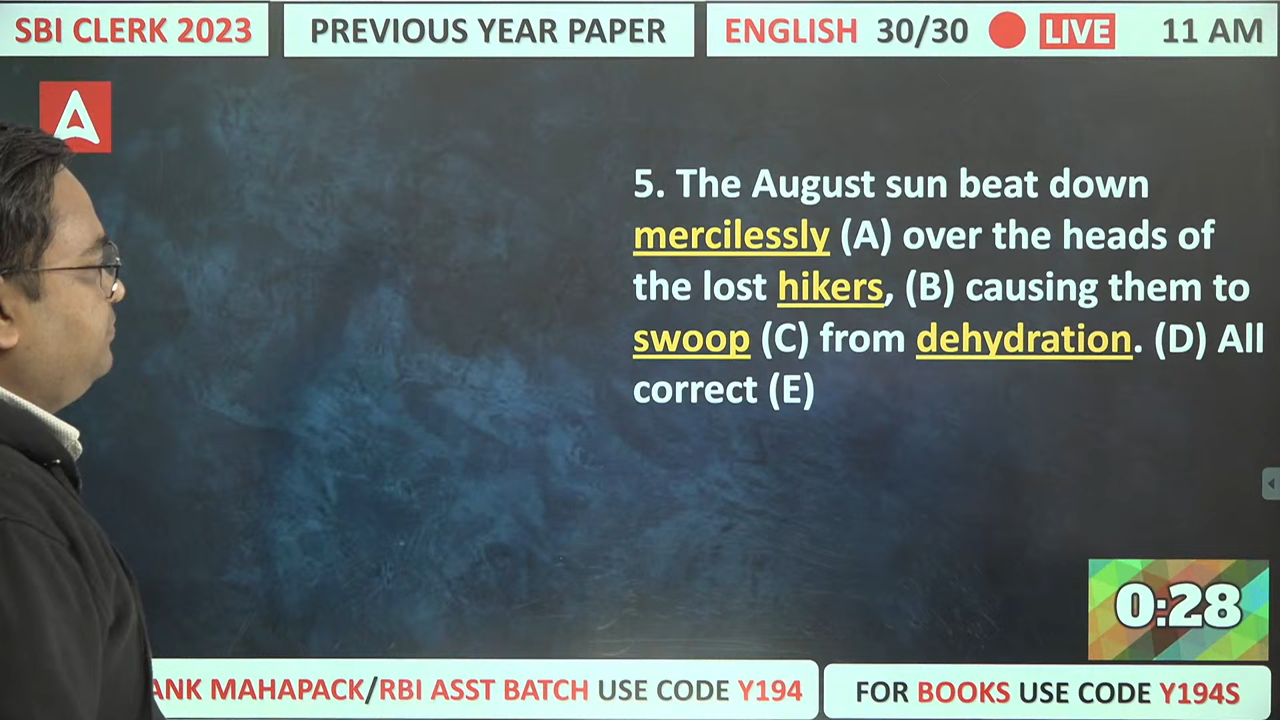 SBI CLERK 2023
PREVIOUS YEAR PAPER
ENGLISH 30/30 LIVE 11 AM
A
5. The August sun beat down
mercilessly (A) over the heads of
the lost hikers, (B) causing them to
swoop (C) from dehydration. (D) All
correct (E)
0:28
ANK MAHAPACK/RBI ASST BATCH USE CODE Y194
FOR BOOKS USE CODE Y194S